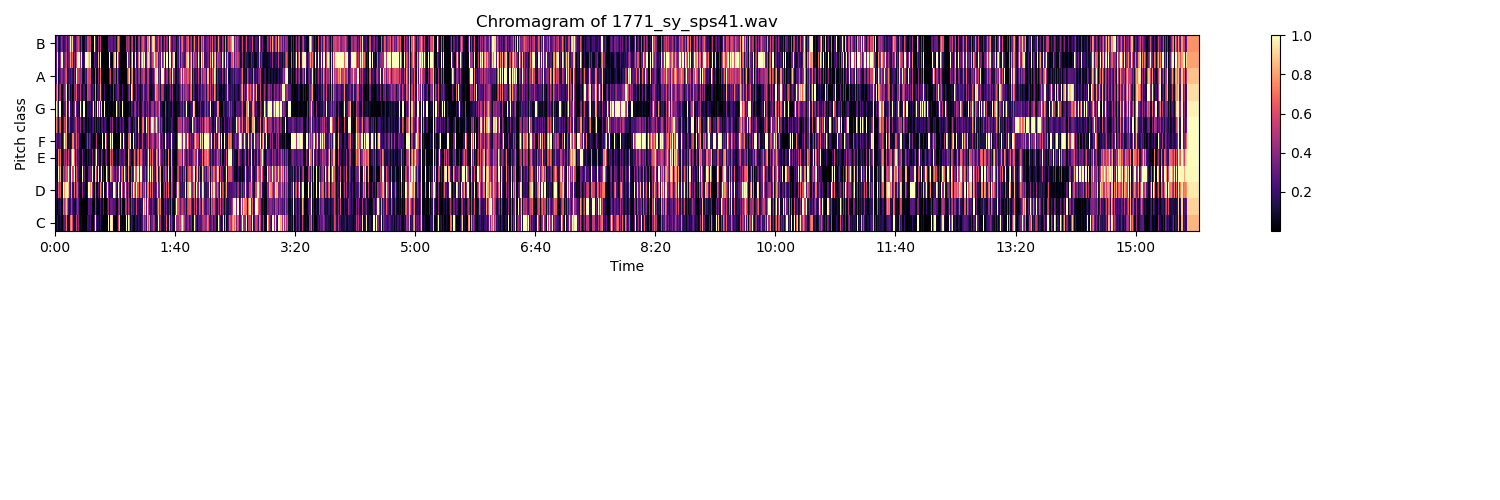 Chromagram of 1771_sy_sps41.wav
Pitch class
B
A
G
F
E
D
C
0:00 1:40 3:20 5:00 6:40 8:20 10:00 11:40 13:20 15:00
Time
1.0
0.8
0.6
0.4
0.2